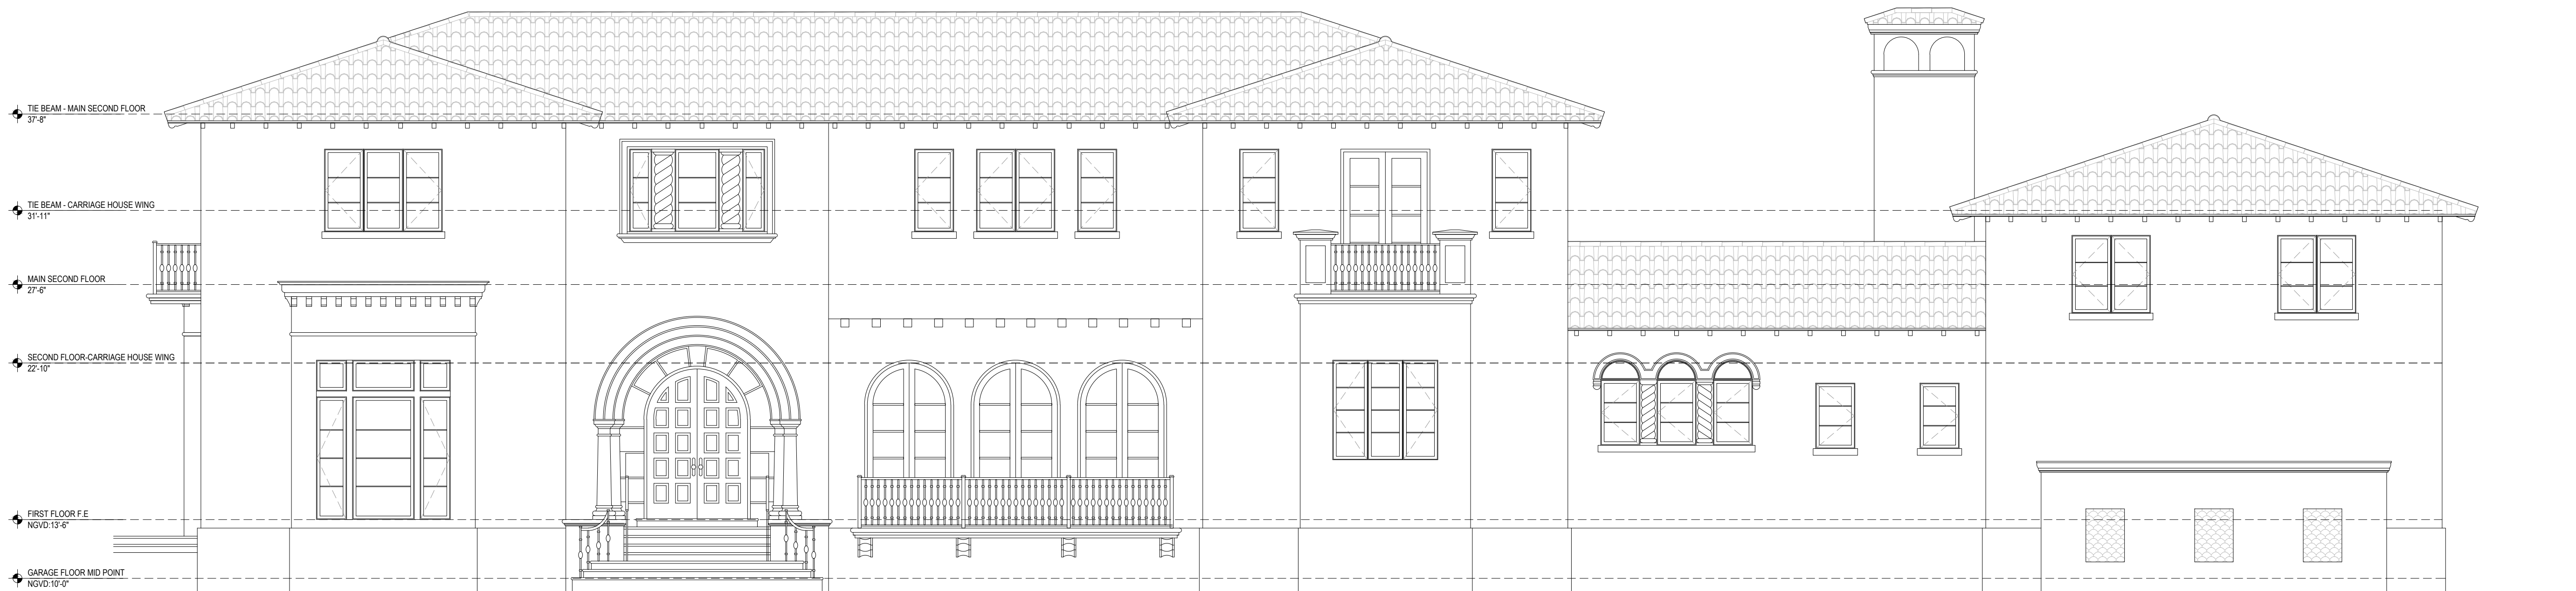 TIE BEAM - MAIN SECOND FLOOR
37'-8"
TIE BEAM - CARRIAGE HOUSE WING
31'-11"
MAIN SECOND FLOOR
27'-6"
SECOND FLOOR-CARRIAGE HOUSE WING
22'-10"
FIRST FLOOR F.E
NGVD:13'-6"
GARAGE FLOOR MID POINT
NGVD:10'-0"